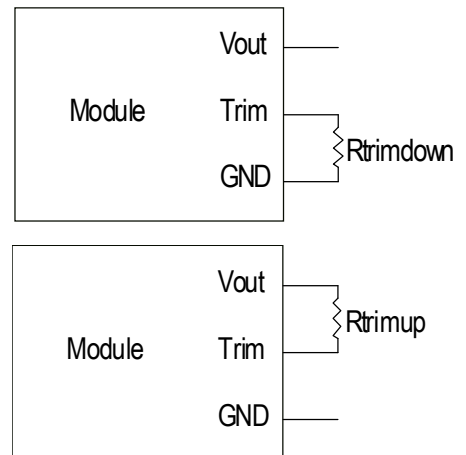 Vout
Module Trim
Rtrimdown
GND
Vout
Rtrimup
Module Trim
GND